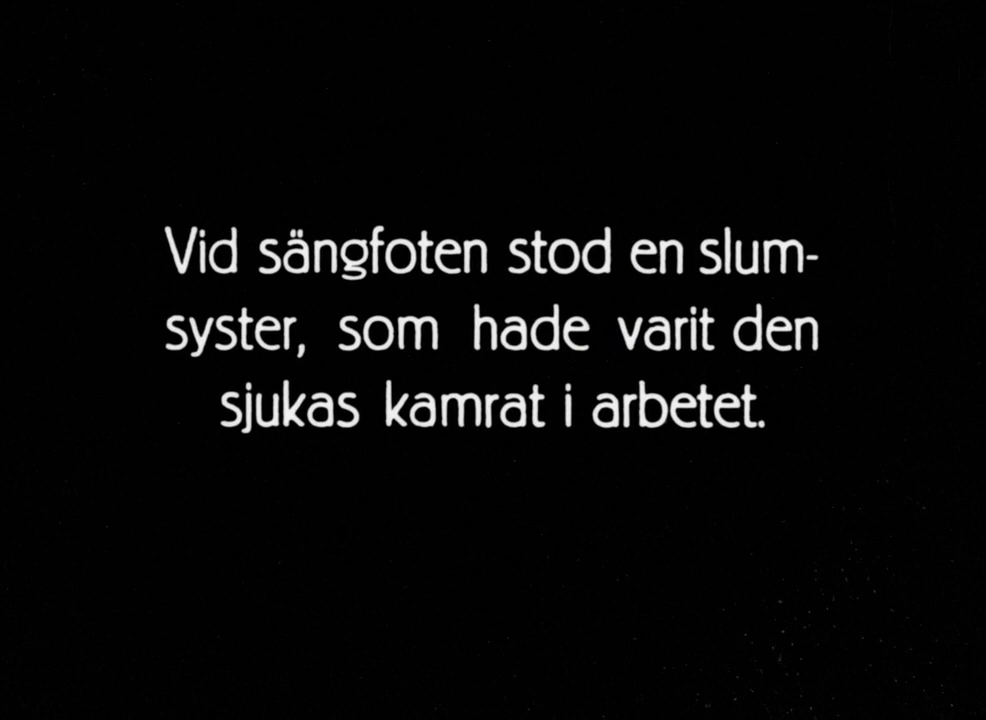 Vid sängfoten stod en slum-
syster, som hade varit den
sjukas kamrat i arbetet.